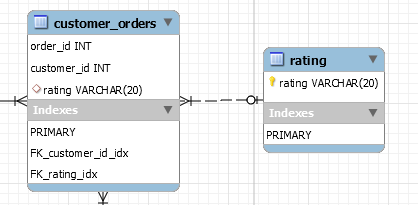 customer_orders
order_id INT
customer_id INT
rating VARCHAR(20)
Indexes
PRIMARY
FK_customer_id_idx
FK_rating_idx
rating
rating VARCHAR(20)
Indexes
PRIMARY